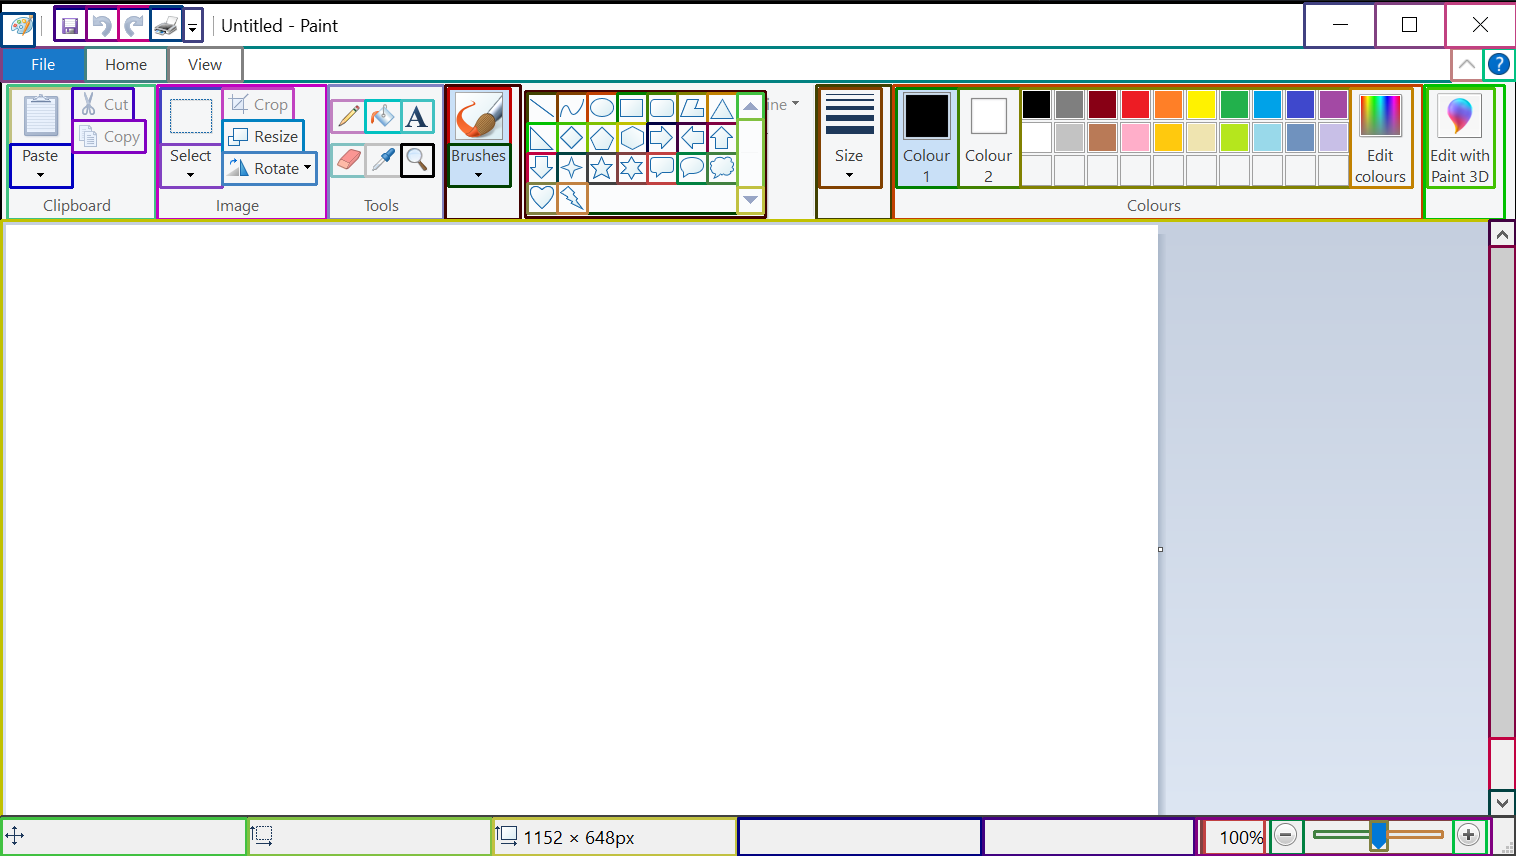 Untitled - Paint
File Home View
Cut
Copy
Paste
Clipboard
Crop
Resize
Rotate
Select
Image
A
Tools
Brushes
ine
Size
Colour 1
Colour 2
Edit colours
Colours
Edit with Paint 3D
1152 × 648px
100%